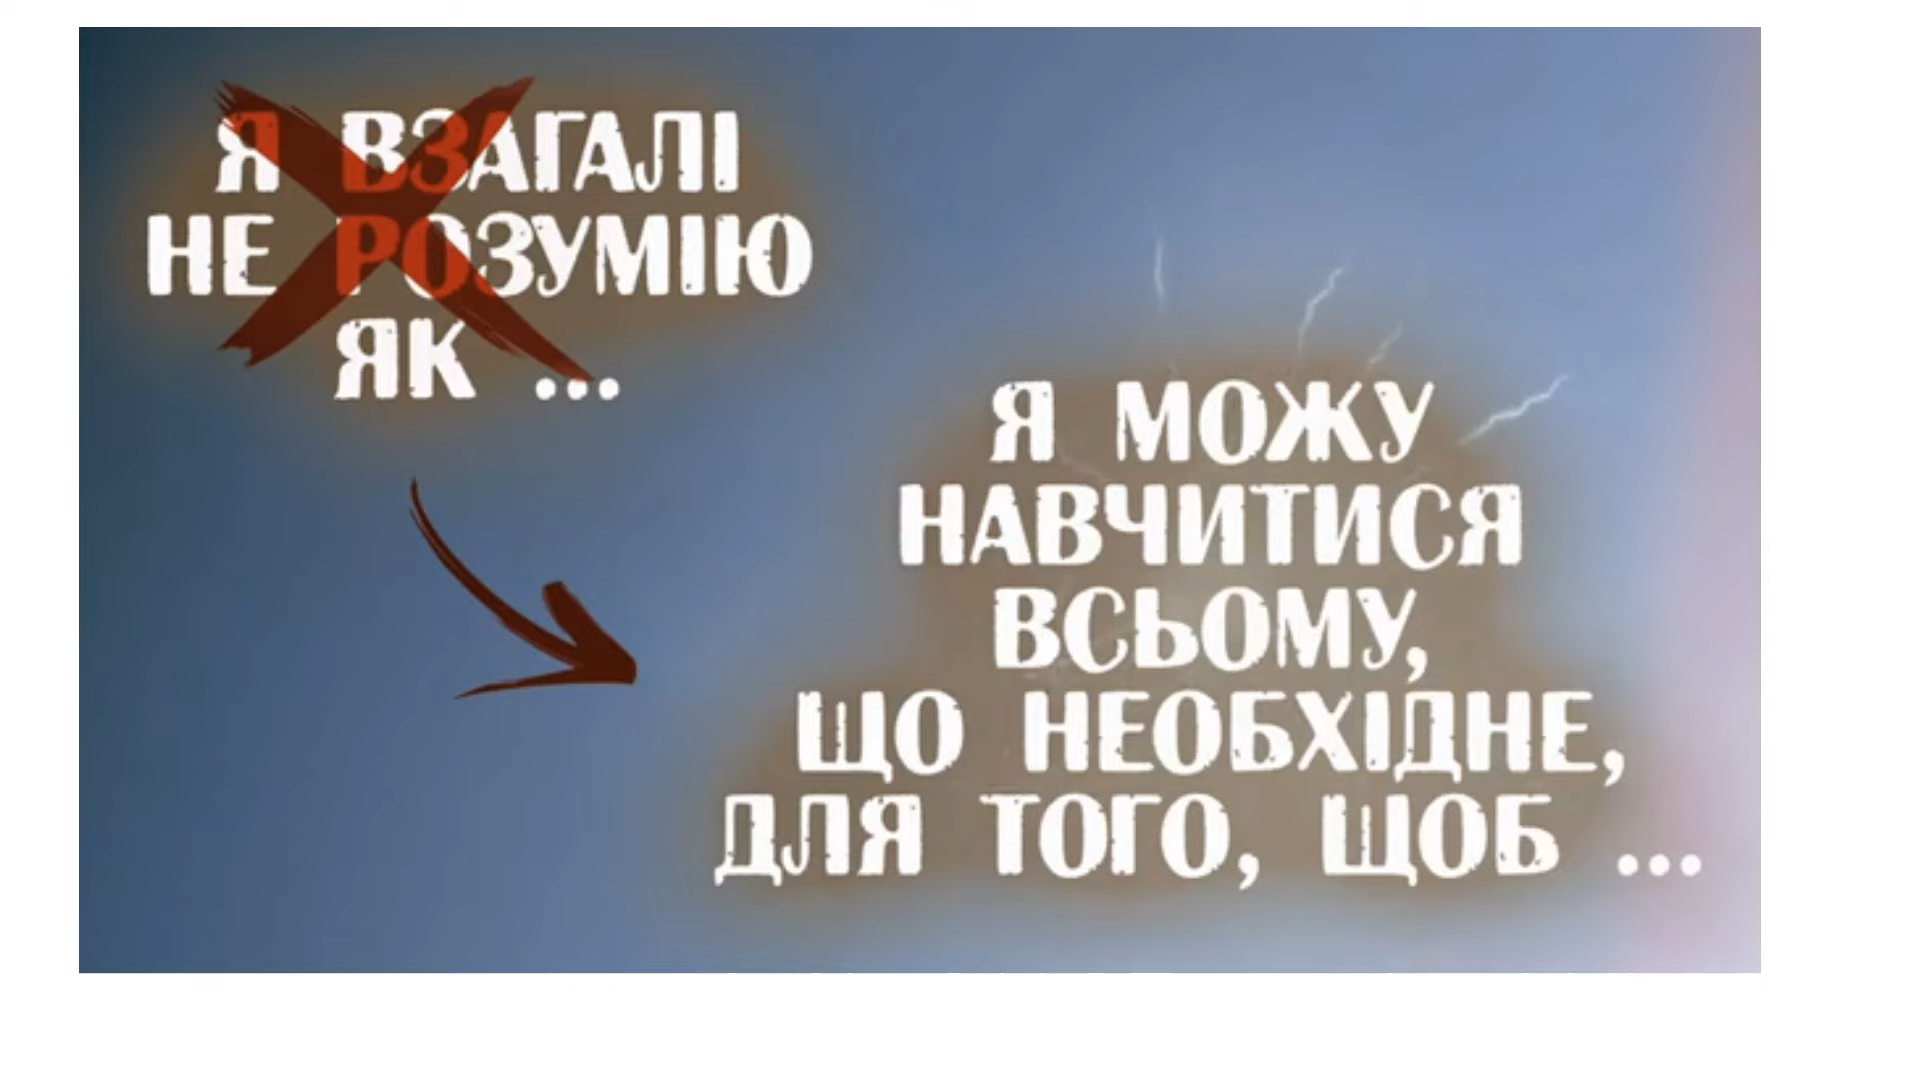 Я ВЗАГАЛІ
НЕ РОЗУМІЮ
ЯК ...
Я МОЖУ
НАВЧИТИСЯ
ВСЬОМУ,
ЩО НЕОБХІДНЕ,
ДЛЯ ТОГО, ЩОБ ...